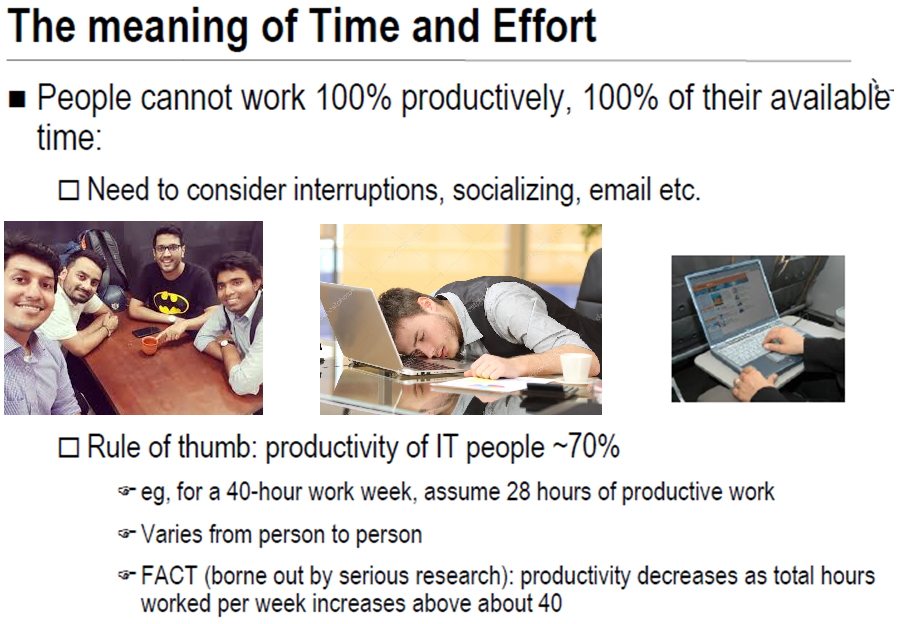 The meaning of Time and Effort
People cannot work 100% productively, 100% of their available
time:
Need to consider interruptions, socializing, email etc.
Rule of thumb: productivity of IT people ~70%
eg, for a 40-hour work week, assume 28 hours of productive work
Varies from person to person
FACT (borne out by serious research): productivity decreases as total hours
worked per week increases above about 40